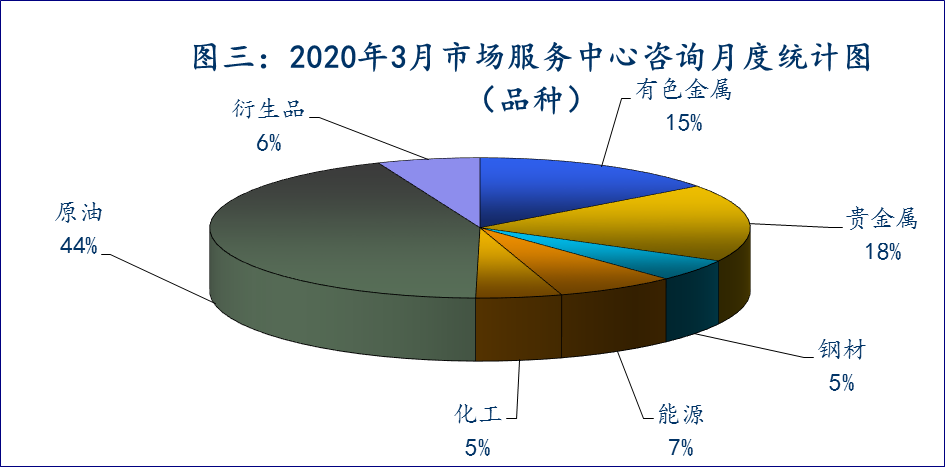 图三：2020年3月市场服务中心咨询月度统计图
（品种）
有色金属
15%
衍生品
6%
原油
44%
贵金属
18%
钢材
5%
化工
5%
能源
7%